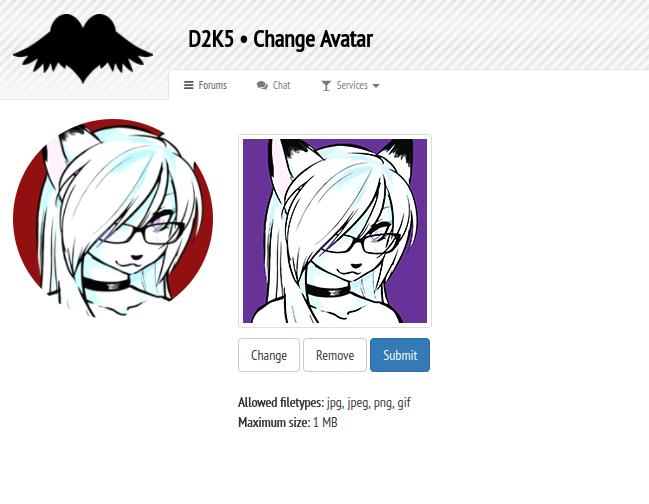 D2K5 • Change Avatar
Forums Chat Services
Change Remove Submit
Allowed filetypes: jpg, jpeg, png, gif
Maximum size: 1 MB